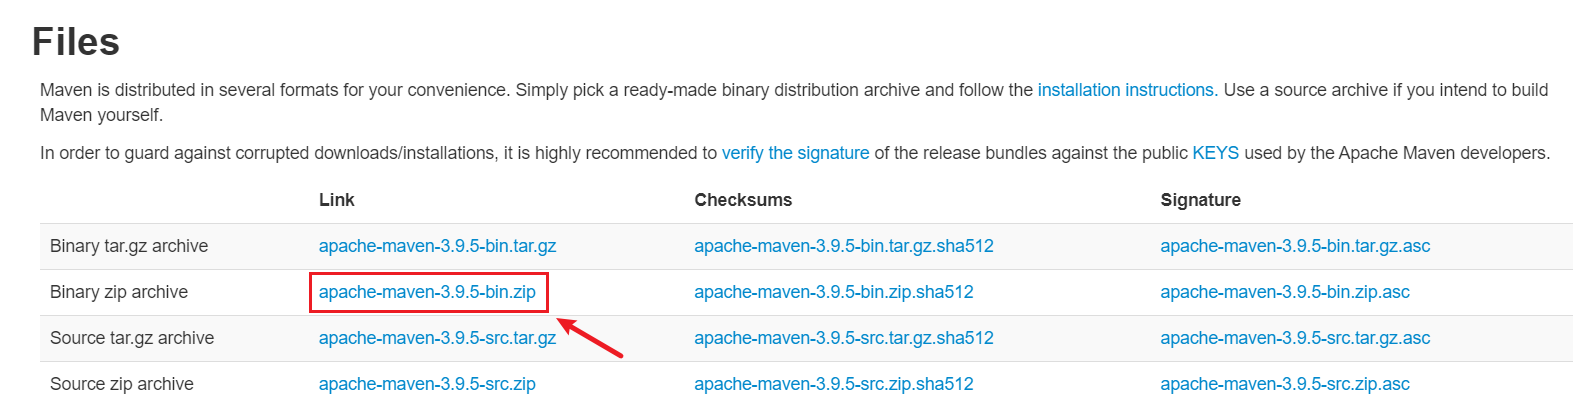 Files
Maven is distributed in several formats for your convenience. Simply pick a ready-made binary distribution archive and follow the installation instructions. Use a source archive if you intend to build
Maven yourself.
In order to guard against corrupted downloads/installations, it is highly recommended to verify the signature of the release bundles against the public KEYS used by the Apache Maven developers.
Link Checksums Signature
Binary tar.gz archive apache-maven-3.9.5-bin.tar.gz apache-maven-3.9.5-bin.tar.gz.sha512 apache-maven-3.9.5-bin.tar.gz.asc
Binary zip archive apache-maven-3.9.5-bin.zip apache-maven-3.9.5-bin.zip.sha512 apache-maven-3.9.5-bin.zip.asc
Source tar.gz archive apache-maven-3.9.5-src.tar.gz apache-maven-3.9.5-src.tar.gz.sha512 apache-maven-3.9.5-src.tar.gz.asc
Source zip archive apache-maven-3.9.5-src.zip apache-maven-3.9.5-src.zip.sha512 apache-maven-3.9.5-src.zip.asc